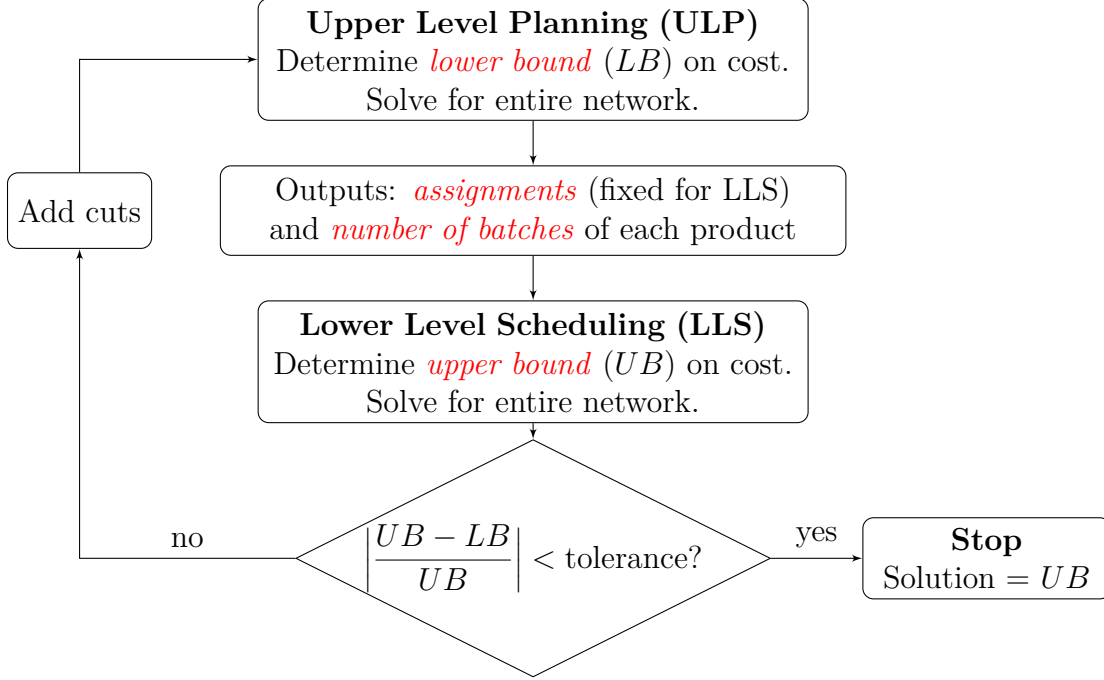 Upper Level Planning (ULP)
Determine lower bound (LB) on cost.
Solve for entire network.
Outputs: assignments (fixed for LLS)
and number of batches of each product
Add cuts
Lower Level Scheduling (LLS)
Determine upper bound (UB) on cost.
Solve for entire network.
no
|UB − LB / UB| < tolerance?
yes
Stop
Solution = UB